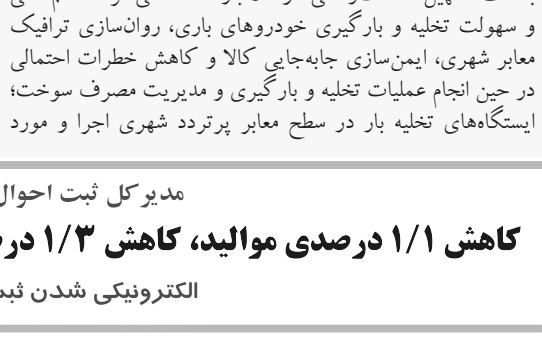 و سهولت تخلیه و بارگیری خودروهای باری، روان‌سازی ترافیک
معابر شهری، ایمن‌سازی جابه‌جایی کالا و کاهش خطرات احتمالی
در حین انجام عملیات تخلیه و بارگیری و مدیریت مصرف سوخت؛
ایستگاه‌های تخلیه بار در سطح معابر پرتردد شهری اجرا و مورد
مدیرکل ثبت احوال
کاهش ۱/۱ درصدی موالید، کاهش ۱/۳
الکترونیکی شدن